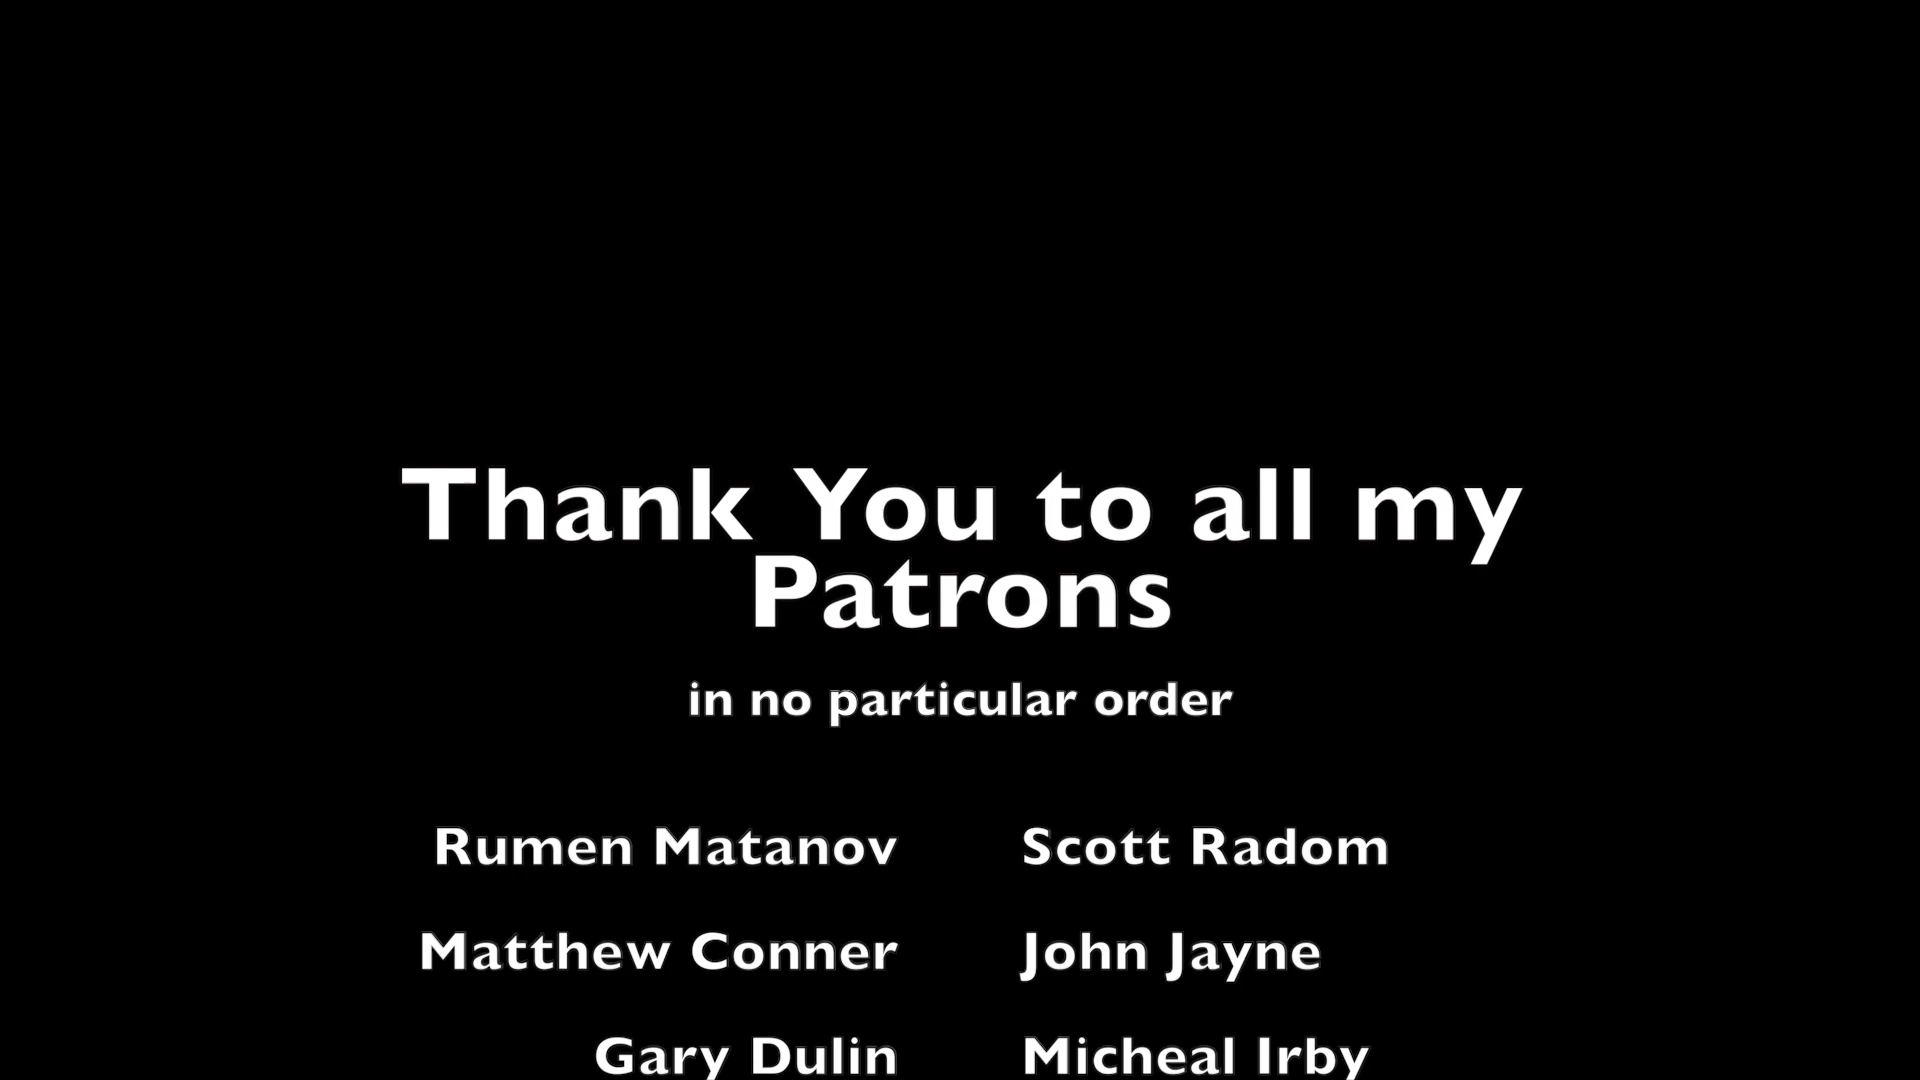 Thank You to all my
Patrons
in no particular order
Rumen Matanov Scott Radom
Matthew Conner John Jayne
Gary Dulin Micheal Irby